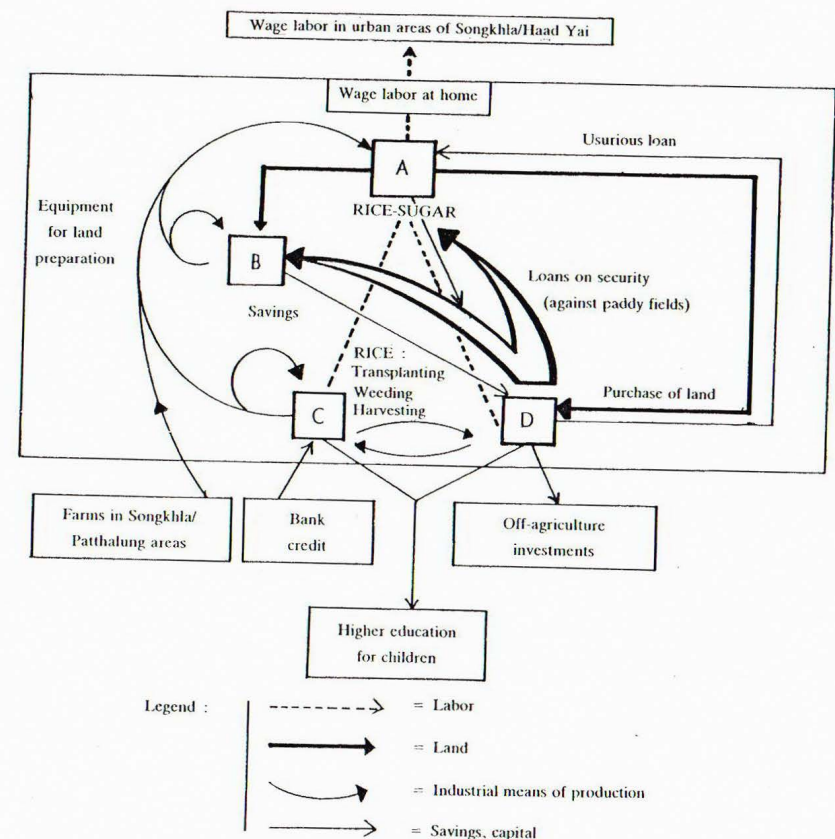 Wage labor in urban areas of Songkhla/Haad Yai
Wage labor at home
Usurious loan
A
RICE-SUGAR
Equipment
for land
preparation
B
Loans on security
(against paddy fields)
Savings
RICE :
Transplanting
Weeding
Harvesting
Purchase of land
C
D
Farms in Songkhla/
Patthalung areas
Bank
credit
Off-agriculture
investments
Higher education
for children
Legend :
= Labor
= Land
= Industrial means of production
= Savings, capital